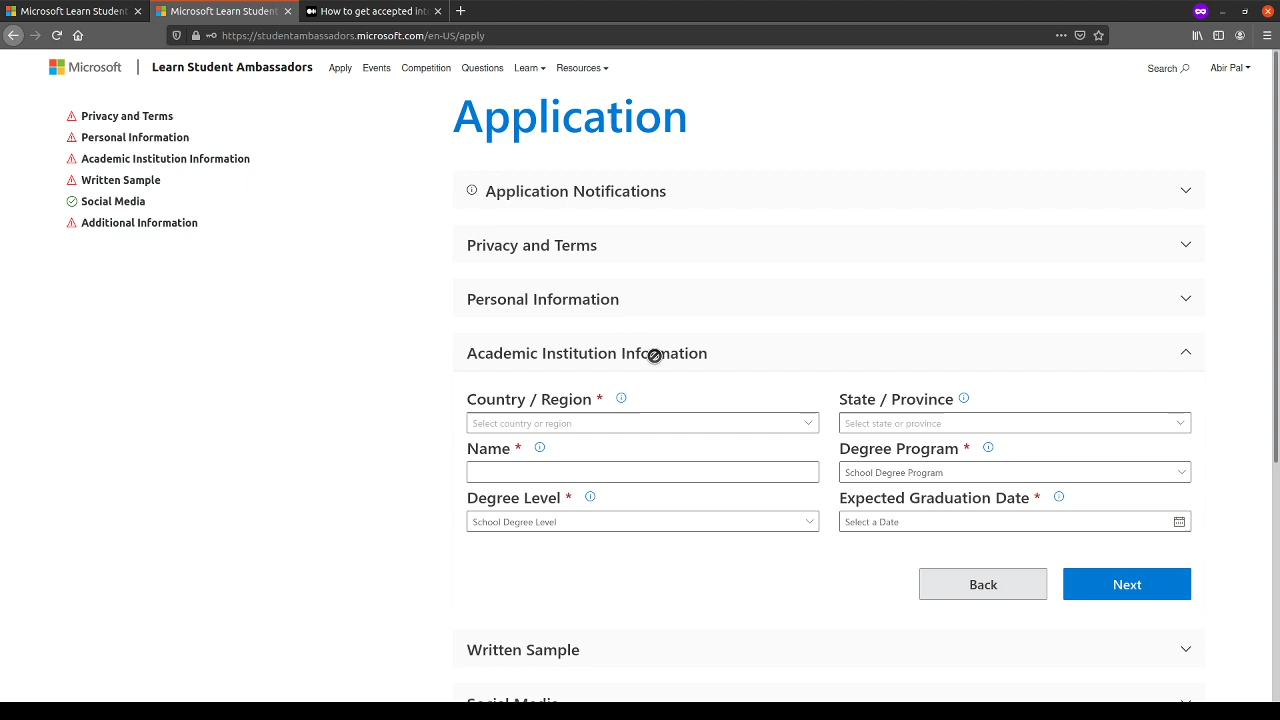 Microsoft Learn Student
Microsoft Learn Student
How to get accepted into
https://studentambassadors.microsoft.com/en-US/apply
Microsoft
Learn Student Ambassadors
Apply
Events
Competition
Questions
Learn
Resources
Search
Abir Pal
Privacy and Terms
Personal Information
Academic Institution Information
Written Sample
Social Media
Additional Information
Application
Application Notifications
Privacy and Terms
Personal Information
Academic Institution Information
Country / Region *
State / Province
Select country or region
Select state or province
Name *
Degree Program *
School Degree Program
Degree Level *
Expected Graduation Date *
School Degree Level
Select a Date
Back
Next
Written Sample
Social Media